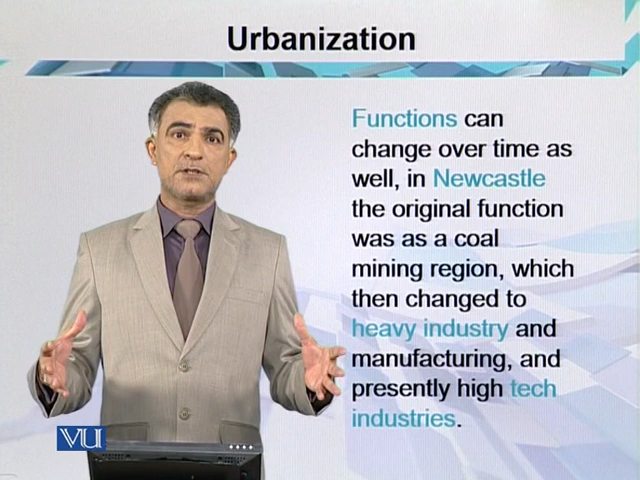 Urbanization
Functions can
change over time as
well, in Newcastle
the original function
was as a coal
mining region, which
then changed to
heavy industry and
manufacturing, and
presently high tech
industries.
VU